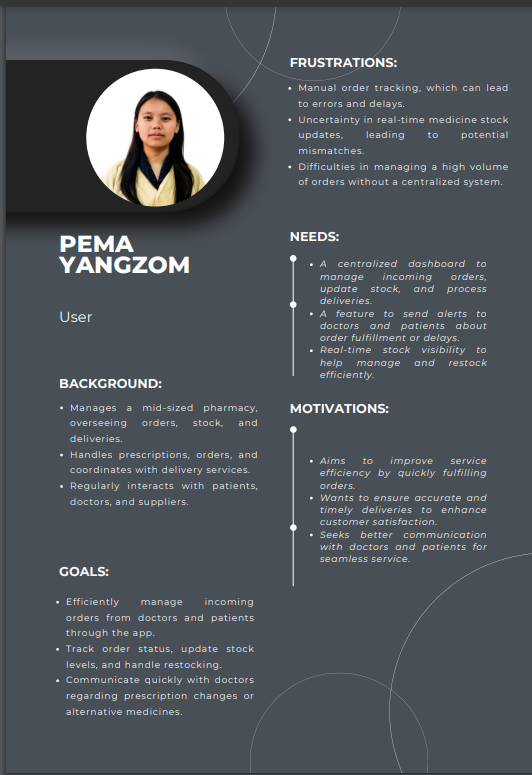 PEMA
YANGZOM
User
BACKGROUND:
• Manages a mid-sized pharmacy,
overseeing orders, stock, and
deliveries.
• Handles prescriptions, orders, and
coordinates with delivery services.
• Regularly interacts with patients,
doctors, and suppliers.
GOALS:
• Efficiently manage incoming
orders from doctors and patients
through the app.
• Track order status, update stock
levels, and handle restocking.
• Communicate quickly with doctors
regarding prescription changes or
alternative medicines.
FRUSTRATIONS:
• Manual order tracking, which can lead
to errors and delays.
• Uncertainty in real-time medicine stock
updates, leading to potential
mismatches.
• Difficulties in managing a high volume
of orders without a centralized system.
NEEDS:
• A centralized dashboard to
manage incoming orders,
update stock, and process
deliveries.
• A feature to send alerts to
doctors and patients about
order fulfillment or delays.
• Real-time stock visibility to
help manage and restock
efficiently.
MOTIVATIONS:
• Aims to improve service
efficiency by quickly fulfilling
orders.
• Wants to ensure accurate and
timely deliveries to enhance
customer satisfaction.
• Seeks better communication
with doctors and patients for
seamless service.